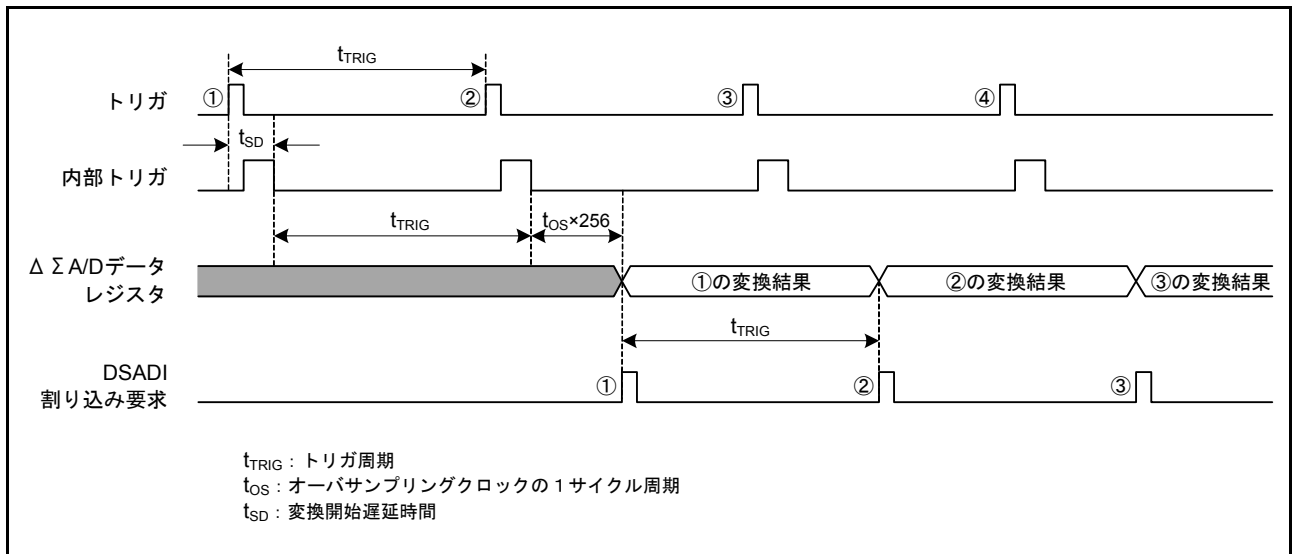 tTRIG
トリガ
①
②
③
④
tSD
内部トリガ
tTRIG
tOS×256
ΔΣA/Dデータ
レジスタ
①の変換結果
②の変換結果
③の変換結果
tTRIG
DSADI
割り込み要求
①
②
③
tTRIG：トリガ周期
tOS：オーバサンプリングクロックの１サイクル周期
tSD：変換開始遅延時間